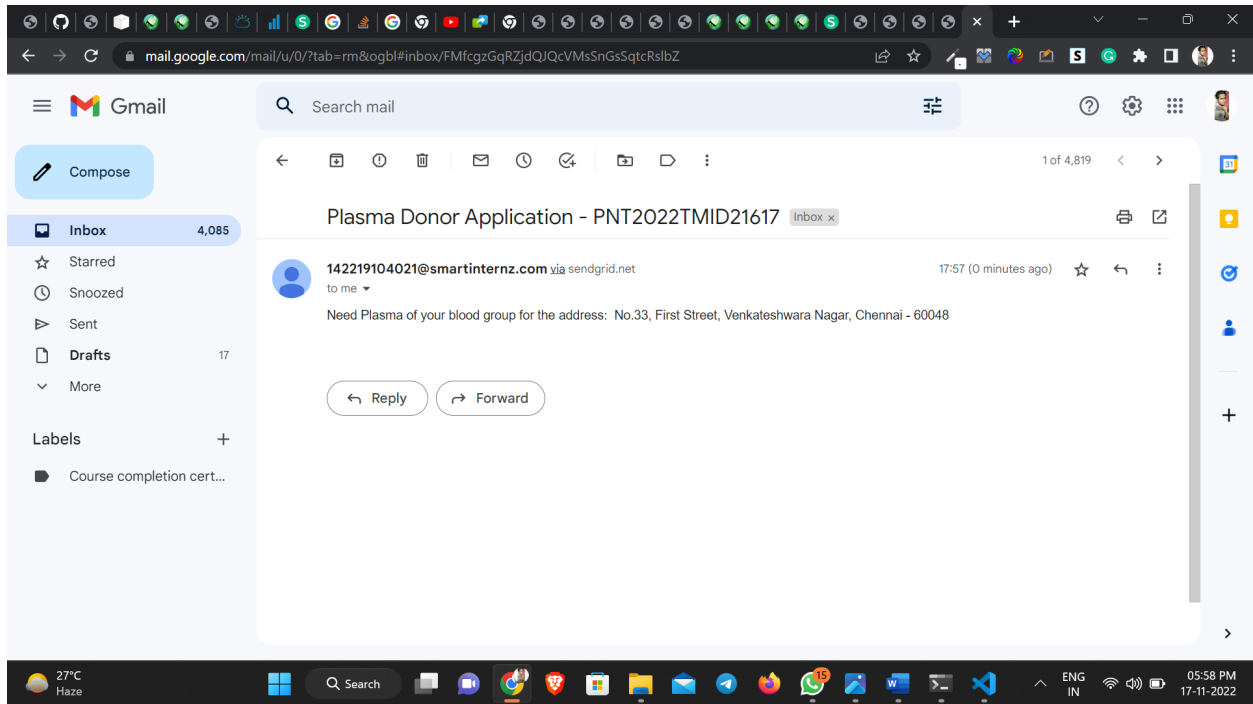 mail.google.com/mail/u/0/?tab=rm&ogbl#inbox/FMfcgzGqRZjdQJQcVMsSnGsSqtcRslbZ
Gmail
Search mail
Compose
1 of 4,819
31
Plasma Donor Application - PNT2022TMID21617 Inbox x
Inbox 4,085
Starred
142219104021@smartinternz.com via sendgrid.net 17:57 (0 minutes ago)
to me
Snoozed
Need Plasma of your blood group for the address: No.33, First Street, Venkateshwara Nagar, Chennai - 60048
Sent
Drafts 17
More
Reply Forward
Labels
Course completion cert...
27°C
Haze
Search
15
ENG
IN
05:58 PM
17-11-2022